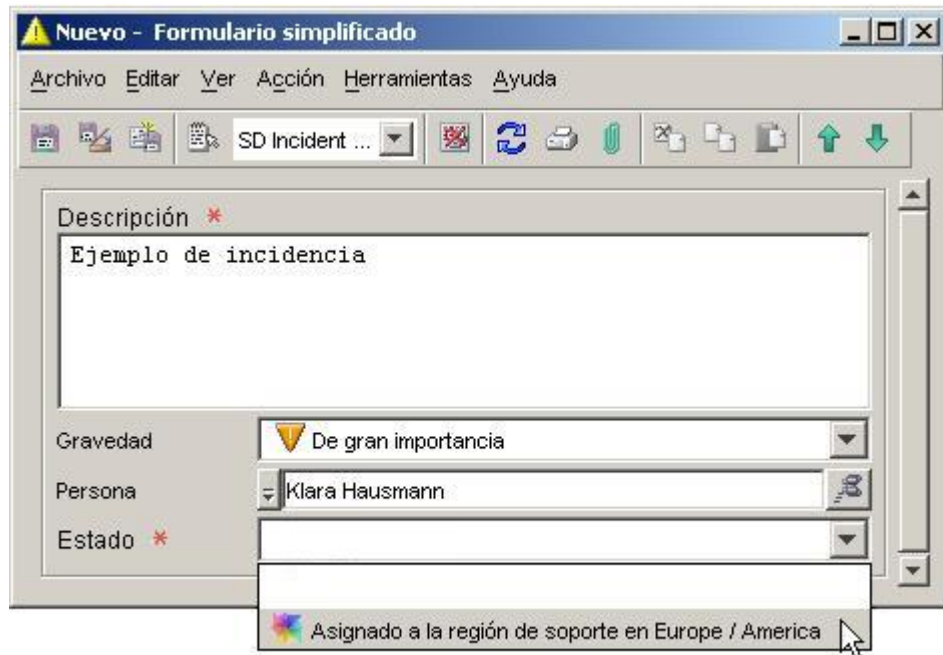 Nuevo - Formulario simplificado
Archivo Editar Ver Acción Herramientas Ayuda
SD Incident ...
Descripción *
Ejemplo de incidencia
Gravedad De gran importancia
Persona Klara Hausmann
Estado *
Asignado a la región de soporte en Europe / America